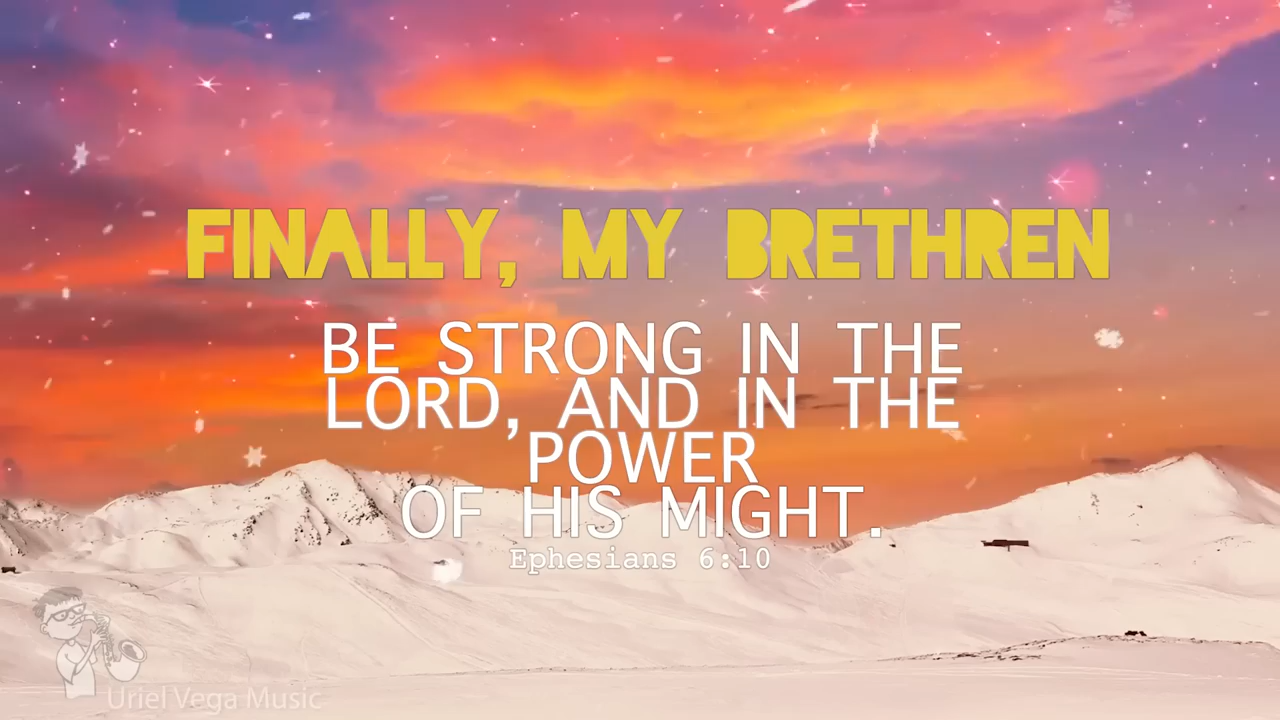 FINALLY, MY BRETHREN
BE STRONG IN THE
LORD, AND IN THE
POWER
OF HIS MIGHT.
Ephesians 6:10
Uriel Vega Music